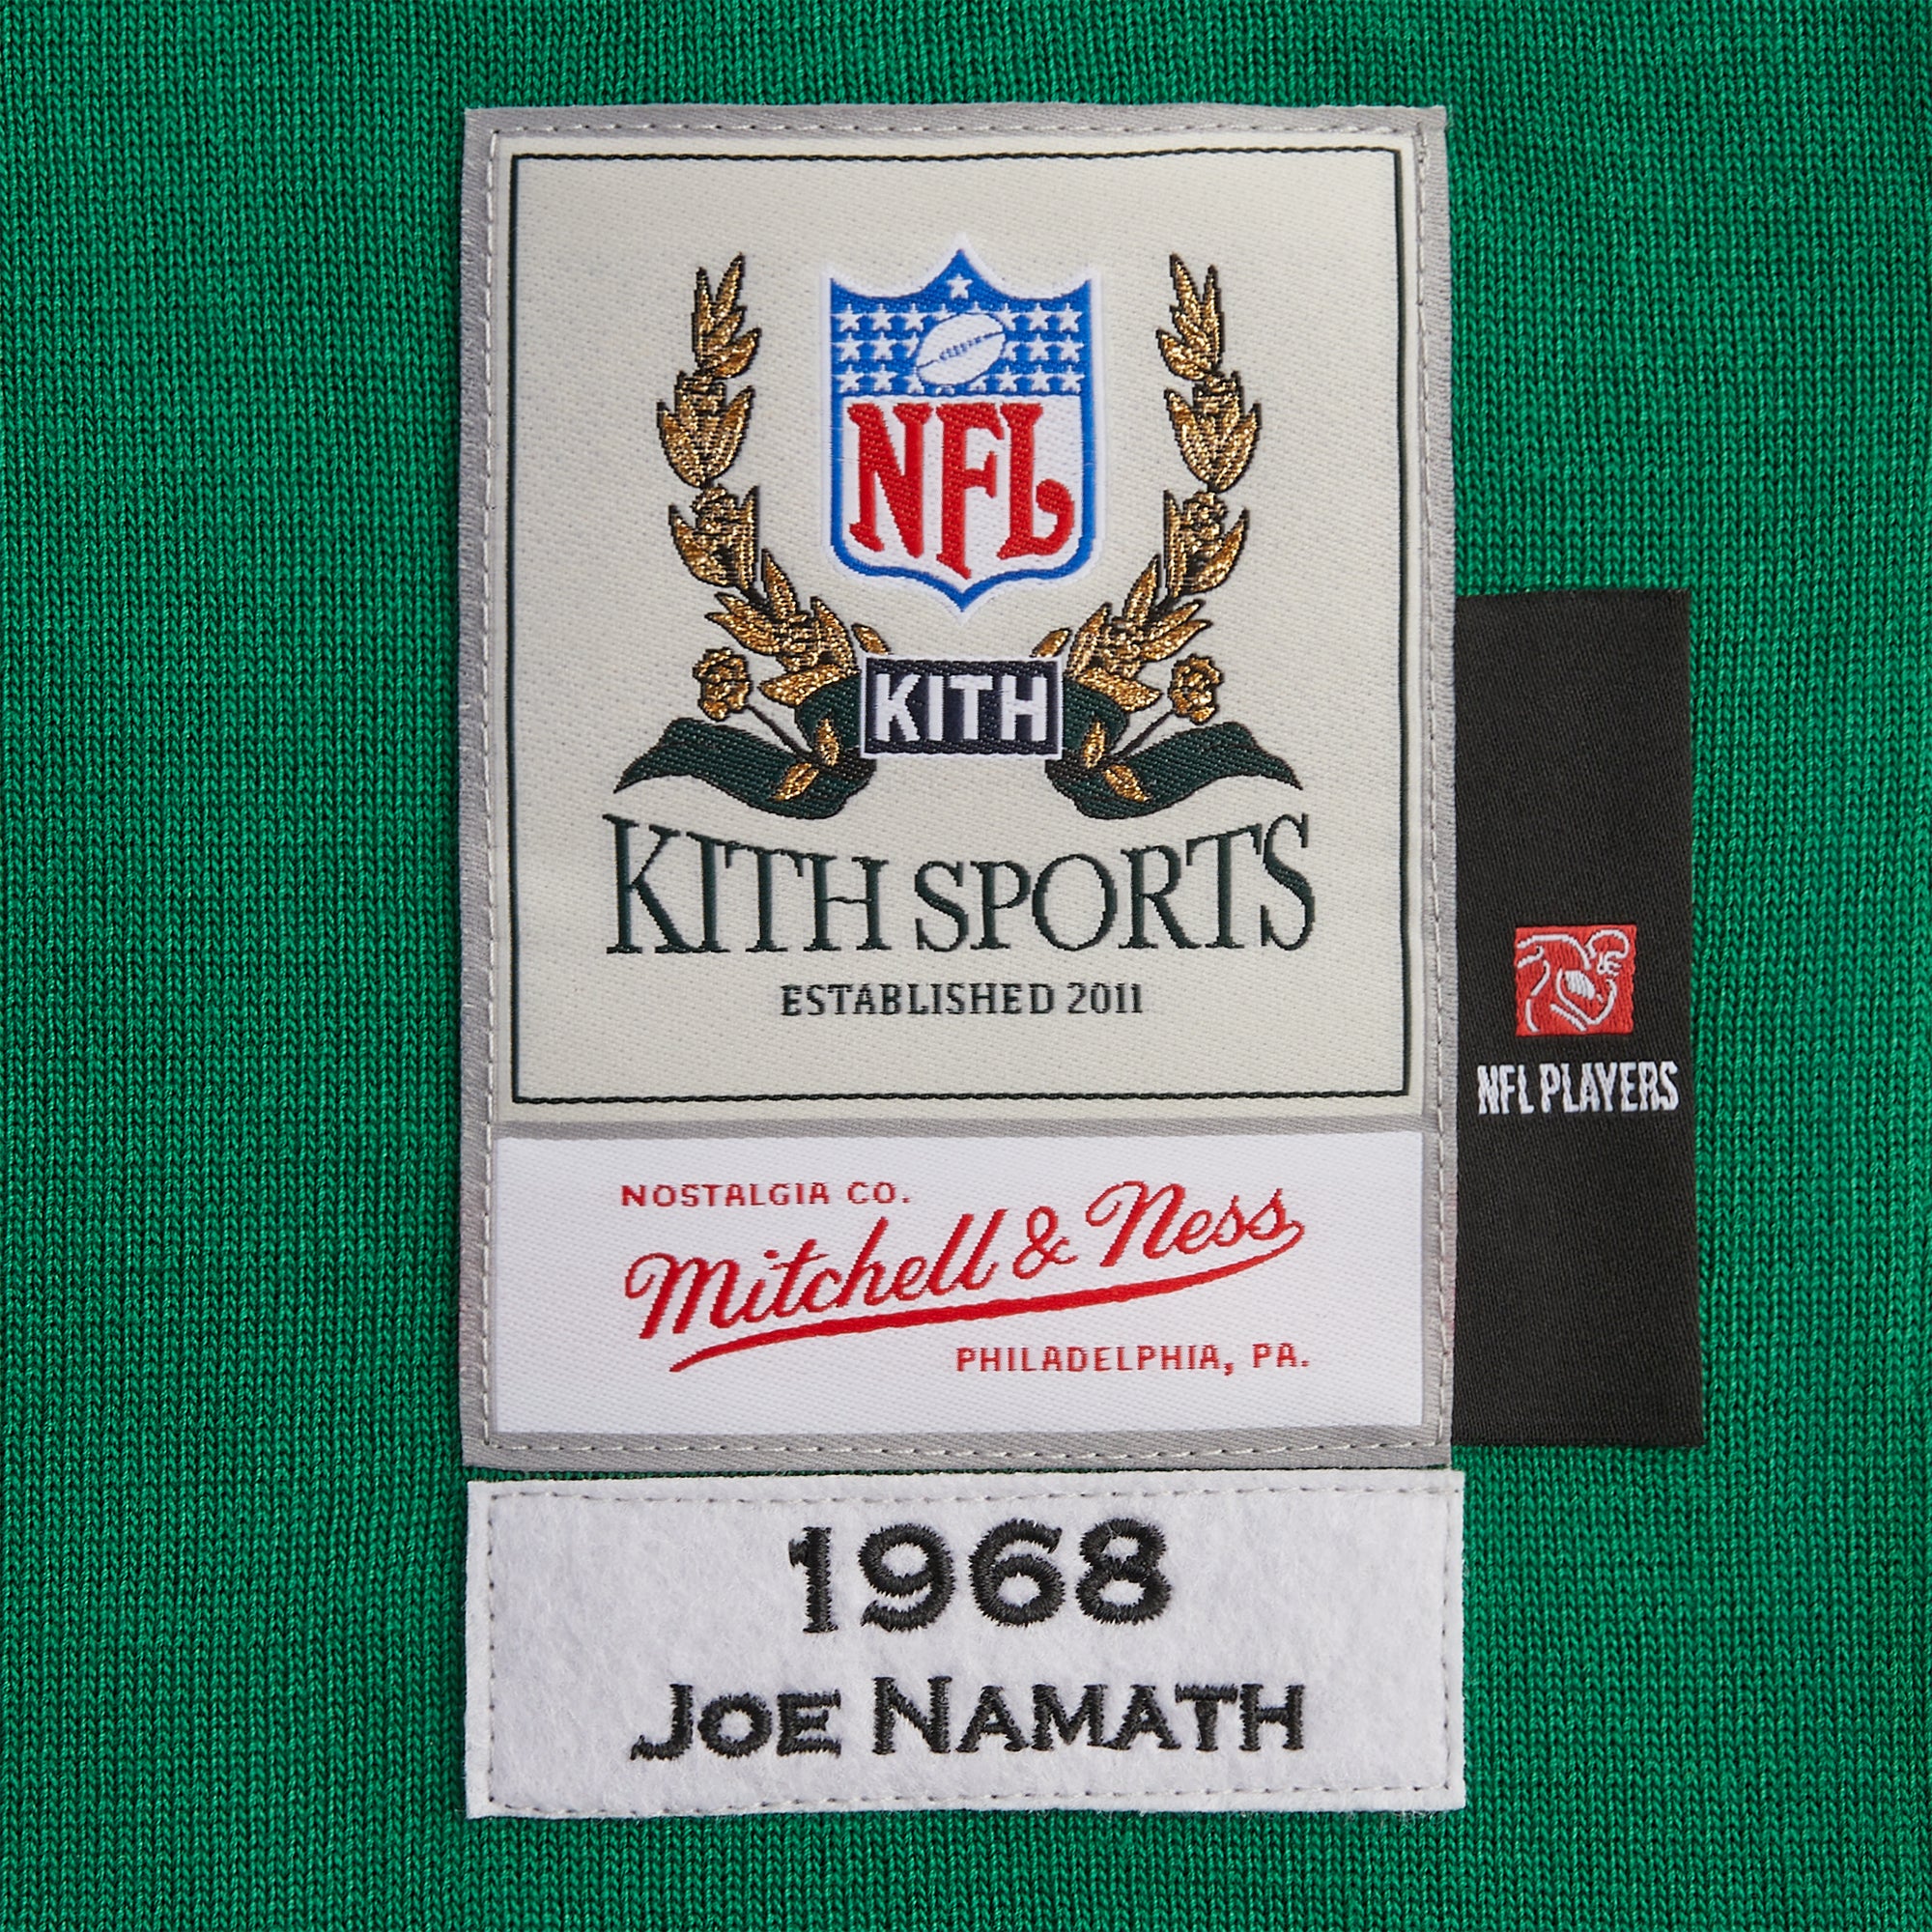 NFL
KITH
KITH SPORTS
ESTABLISHED 2011
NFL PLAYERS
NOSTALGIA CO.
Mitchell & Ness
PHILADELPHIA, PA.
1968
JOE NAMATH